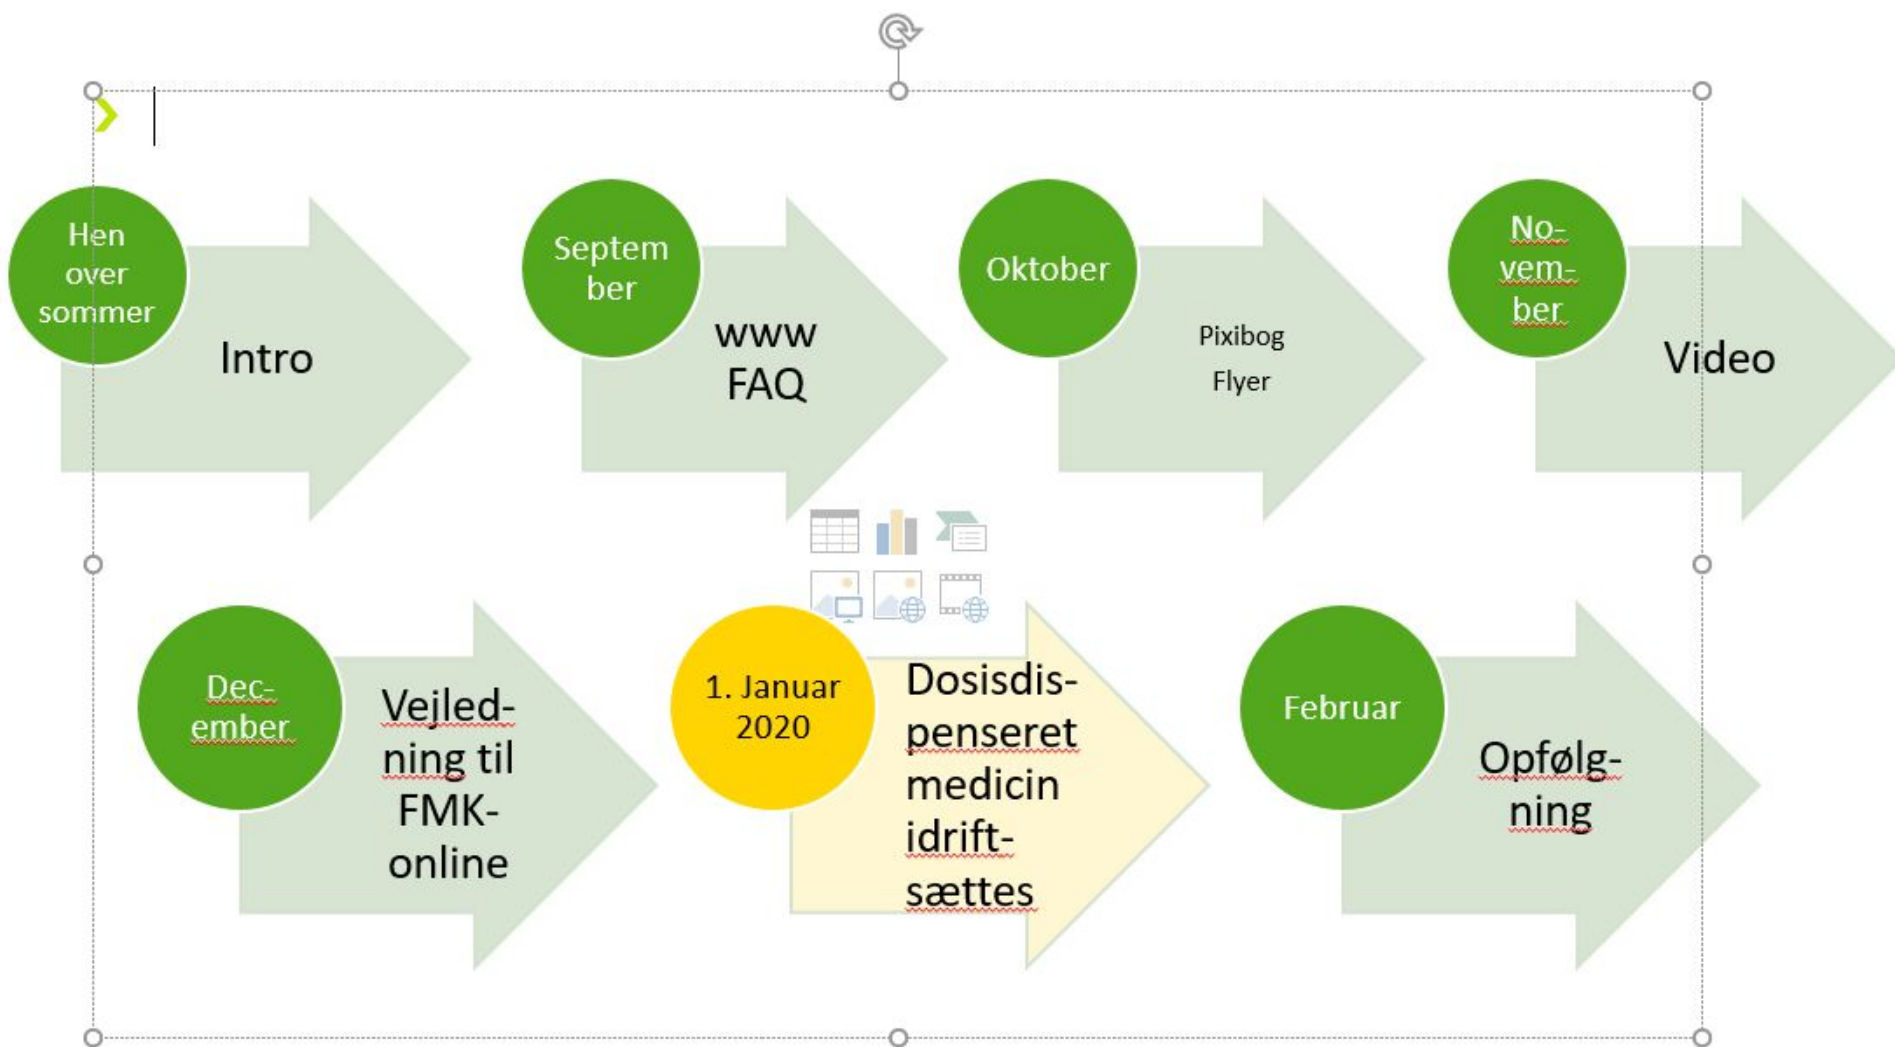 Hen
over
sommer
Intro
Septem
ber
www
FAQ
Oktober
Pixibog
Flyer
No-
vem-
ber
Video
Dec-
ember
Vejled-
ning til
FMK-
online
1. Januar
2020
Dosisdis-
penseret
medicin
idrift-
sættes
Februar
Opfølg-
ning